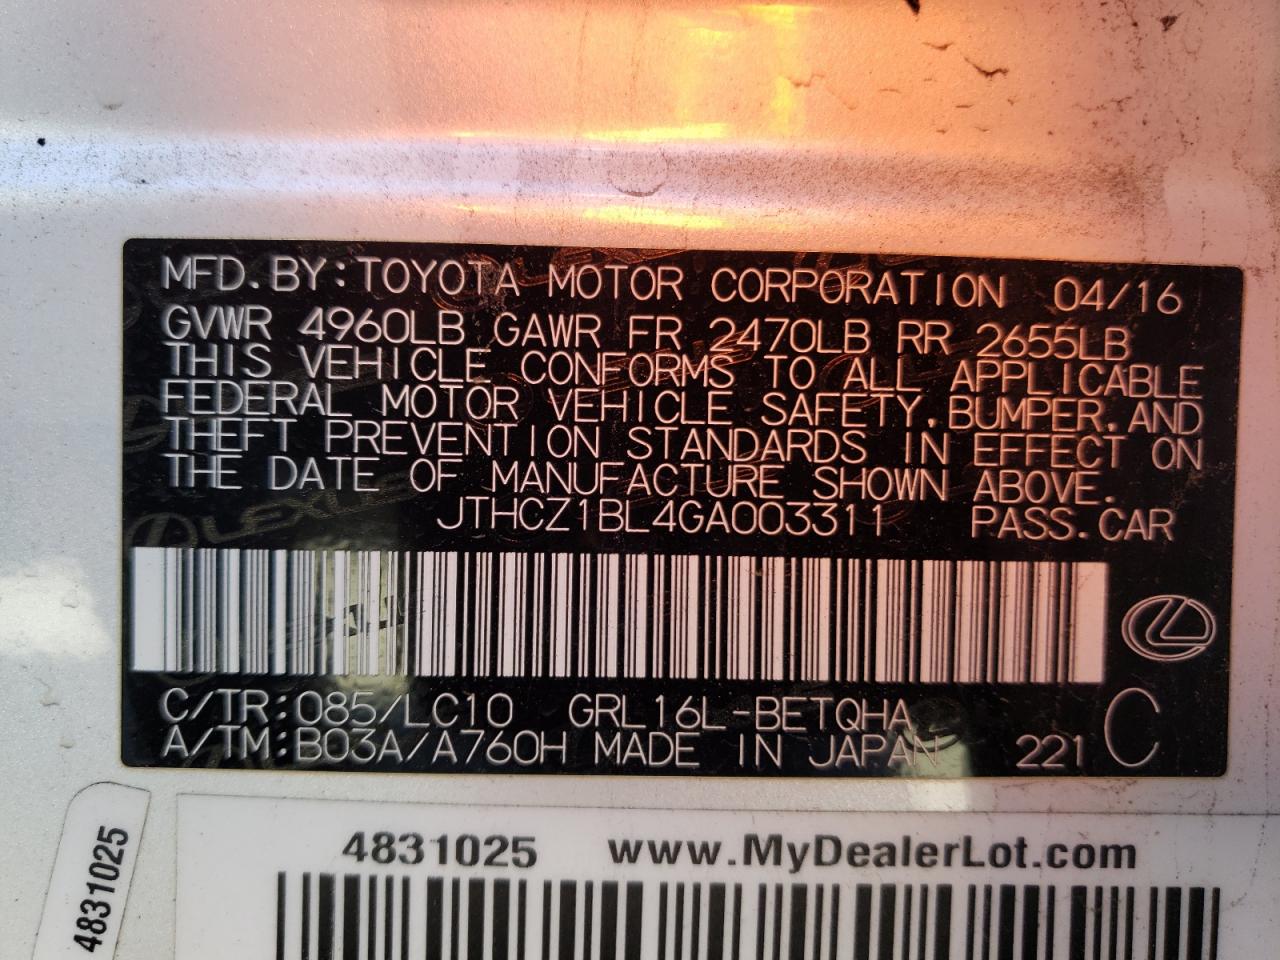 MFD.BY:TOYOTA MOTOR CORPORATION 04/16
GVWR 4960LB GAWR FR 2470LB RR 2655LB
THIS VEHICLE CONFORMS TO ALL APPLICABLE
FEDERAL MOTOR VEHICLE SAFETY,BUMPER,AND
THEFT PREVENTION STANDARDS IN EFFECT ON
THE DATE OF MANUFACTURE SHOWN ABOVE.
JTHCZ1BL4GA003311 PASS.CAR
C/TR:085/LC10 GRL16L-BETQHA
A/TM:B03A/A760H MADE IN JAPAN 221 C
4831025 www.MyDealerLot.com
4831025